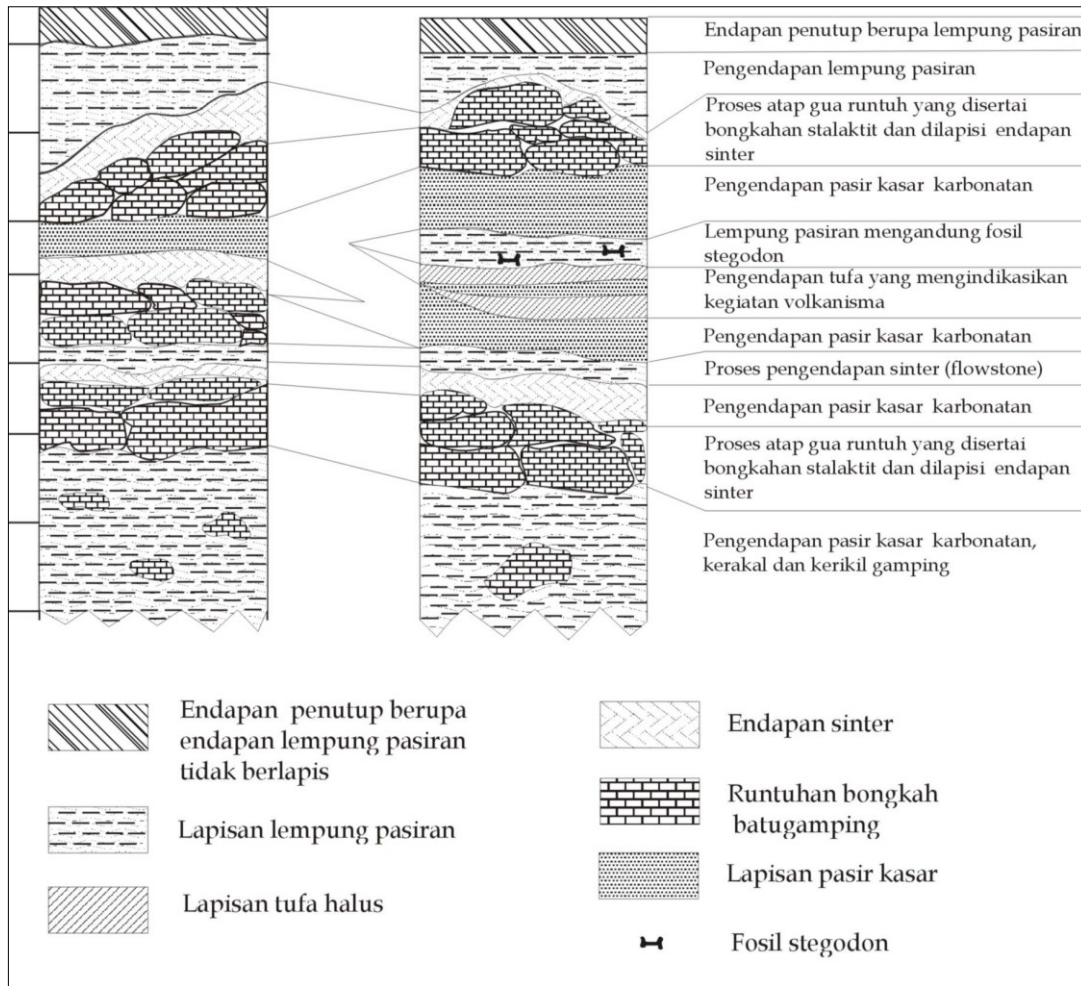 Endapan penutup berupa lempung pasiran
Pengendapan lempung pasiran
Proses atap gua runtuh yang disertai
bongkahan stalaktit dan dilapisi endapan
sinter
Pengendapan pasir kasar karbonatan
Lempung pasiran mengandung fosil
stegodon
Pengendapan tufa yang mengindikasikan
kegiatan volkanisma
Pengendapan pasir kasar karbonatan
Proses pengendapan sinter (flowstone)
Pengendapan pasir kasar karbonatan
Proses atap gua runtuh yang disertai
bongkahan stalaktit dan dilapisi endapan
sinter
Pengendapan pasir kasar karbonatan,
kerakal dan kerikil gamping
Endapan penutup berupa
endapan lempung pasiran
tidak berlapis
Lapisan lempung pasiran
Lapisan tufa halus
Endapan sinter
Runtuhan bongkah
batugamping
Lapisan pasir kasar
Fosil stegodon